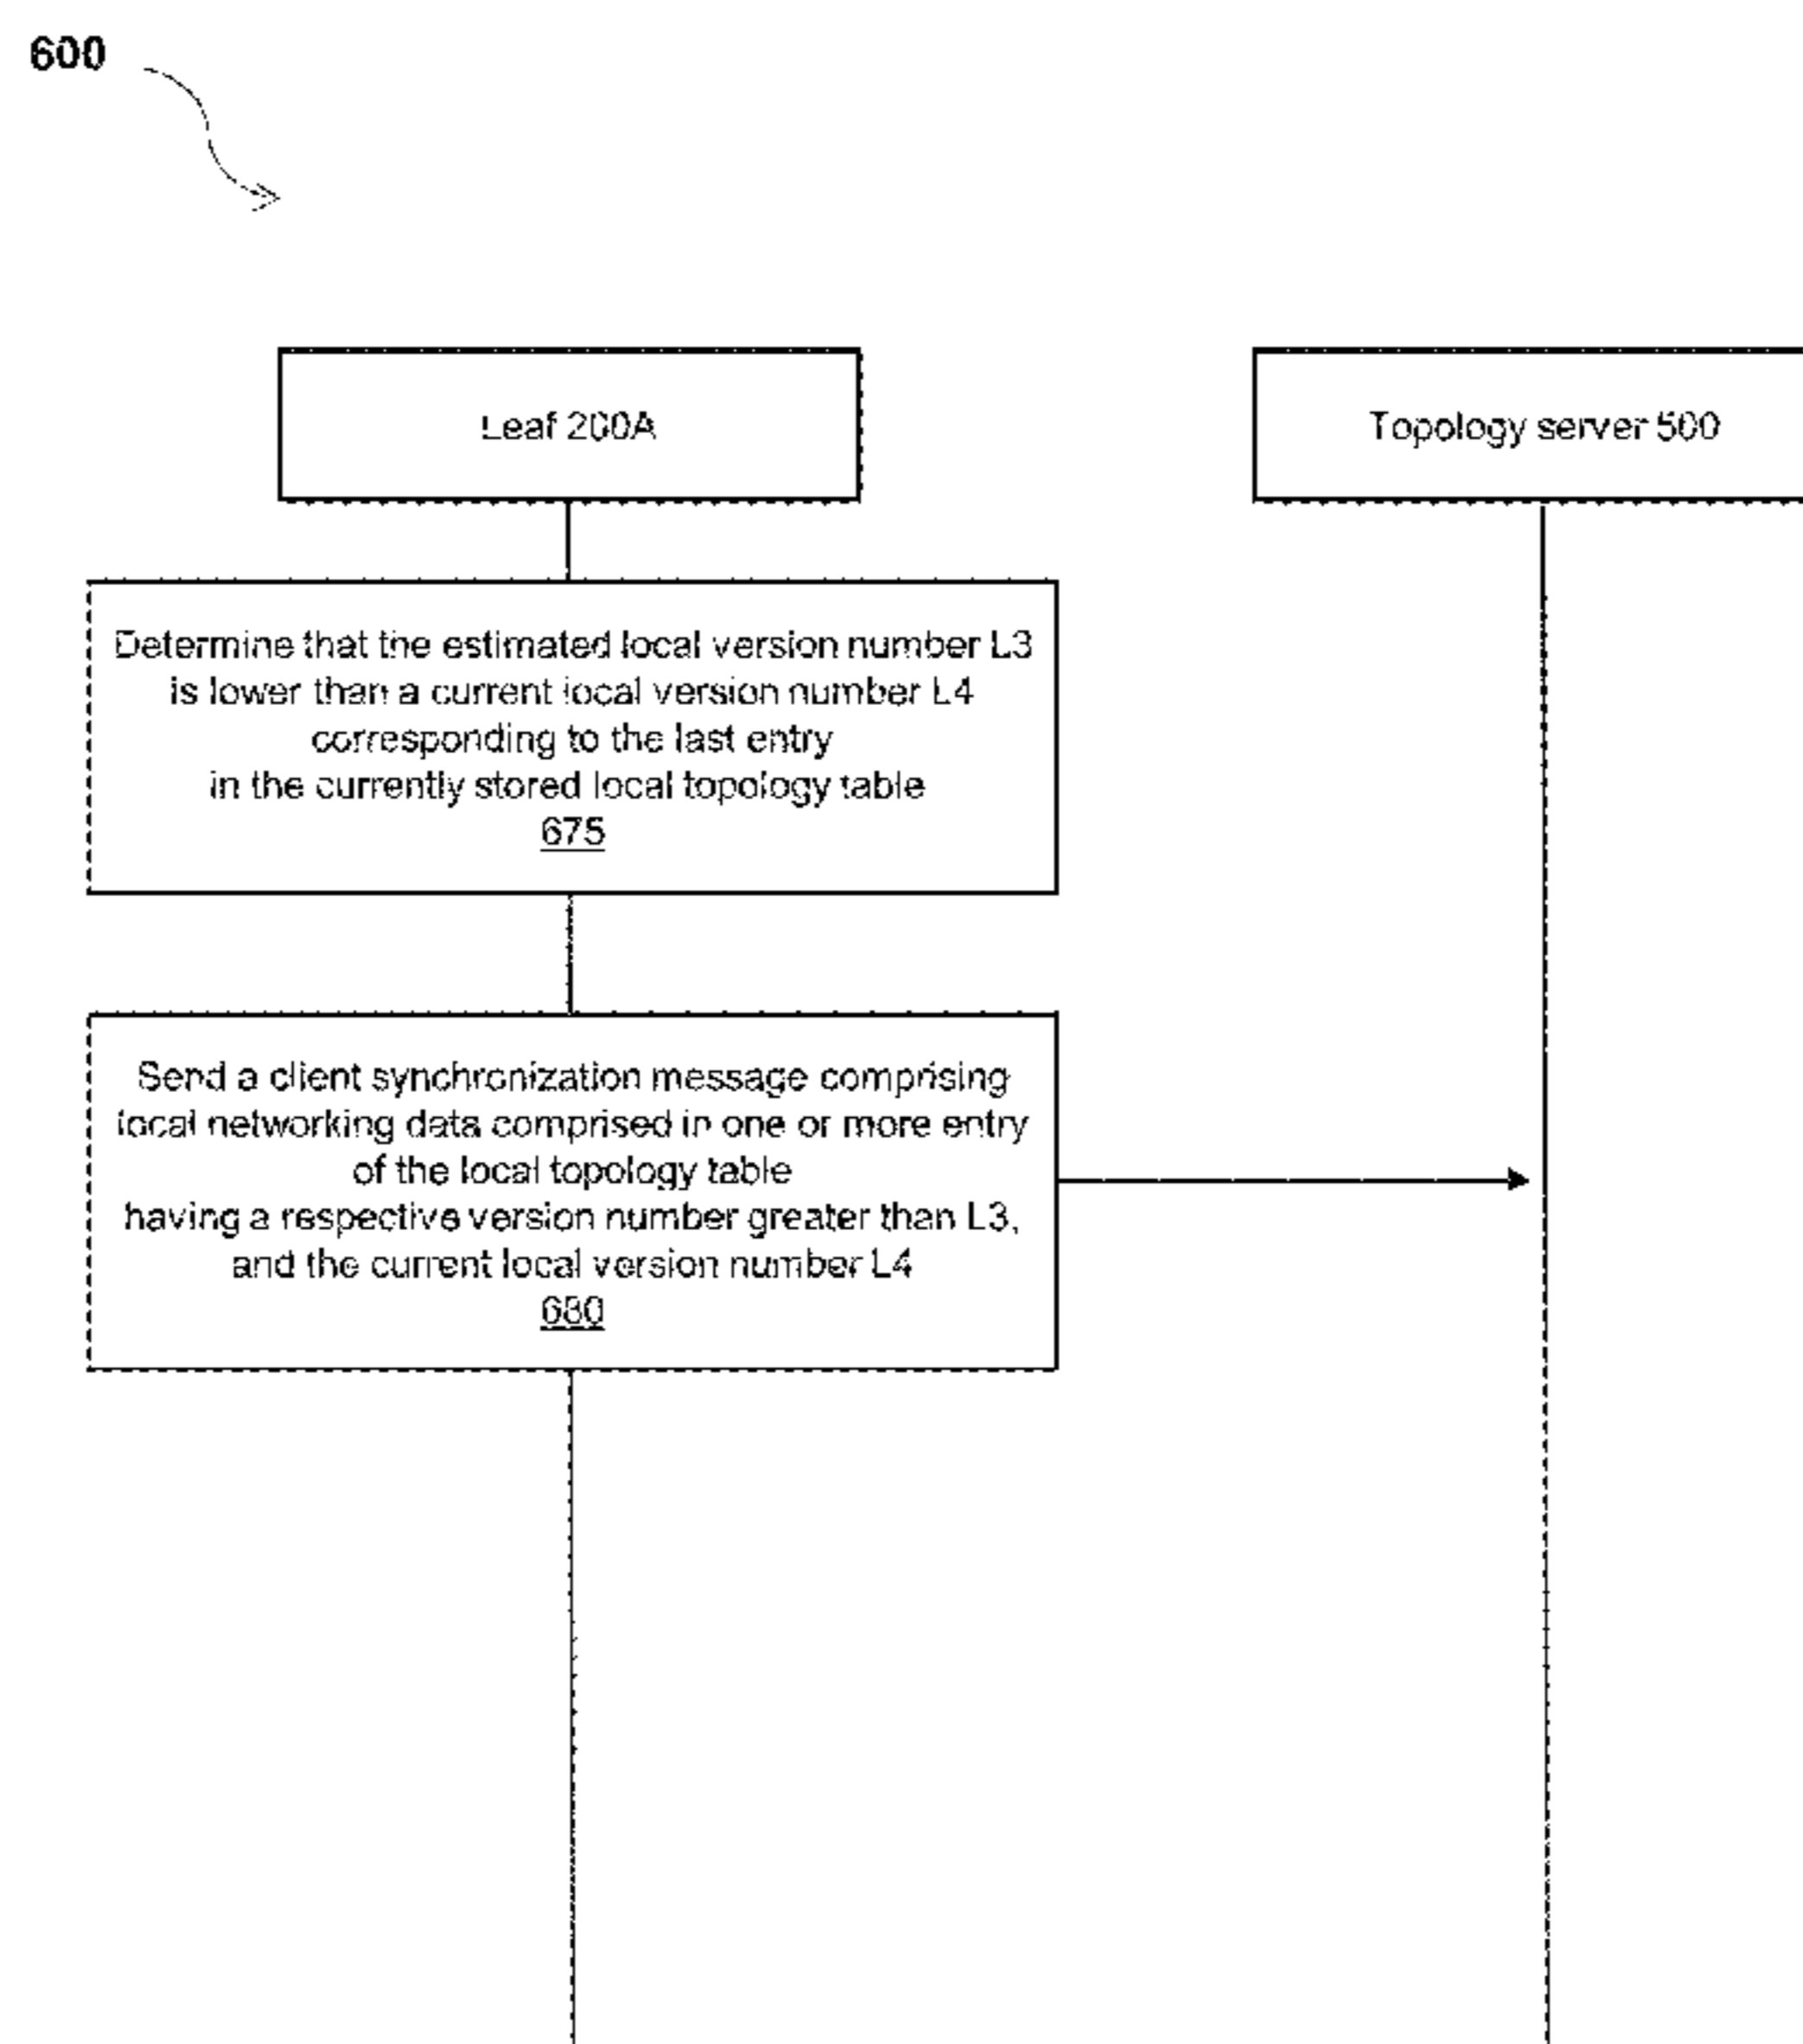 600
Leaf 200A
Topology server 500
Determine that the estimated local version number L3
is lower than a current local version number L4
corresponding to the last entry
in the currently stored local topology table
675
Send a client synchronization message comprising
local networking data comprised in one or more entry
of the local topology table
having a respective version number greater than L3,
and the current local version number L4
680